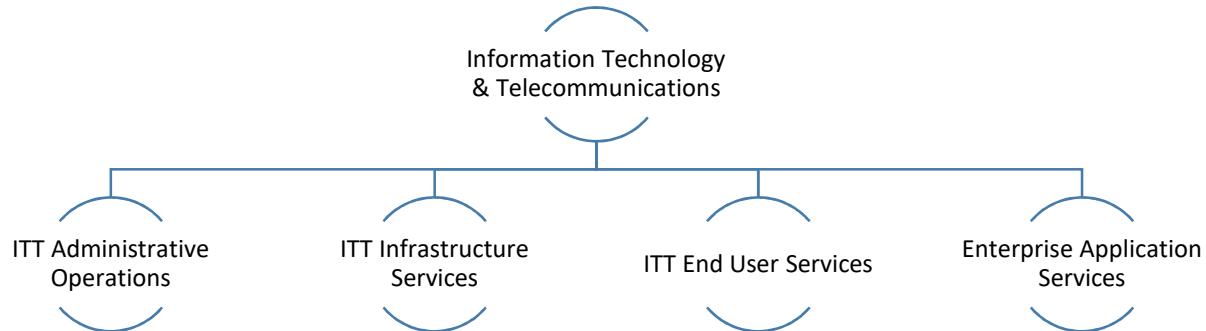 Information Technology
& Telecommunications
ITT Administrative
Operations
ITT Infrastructure
Services
ITT End User Services
Enterprise Application
Services